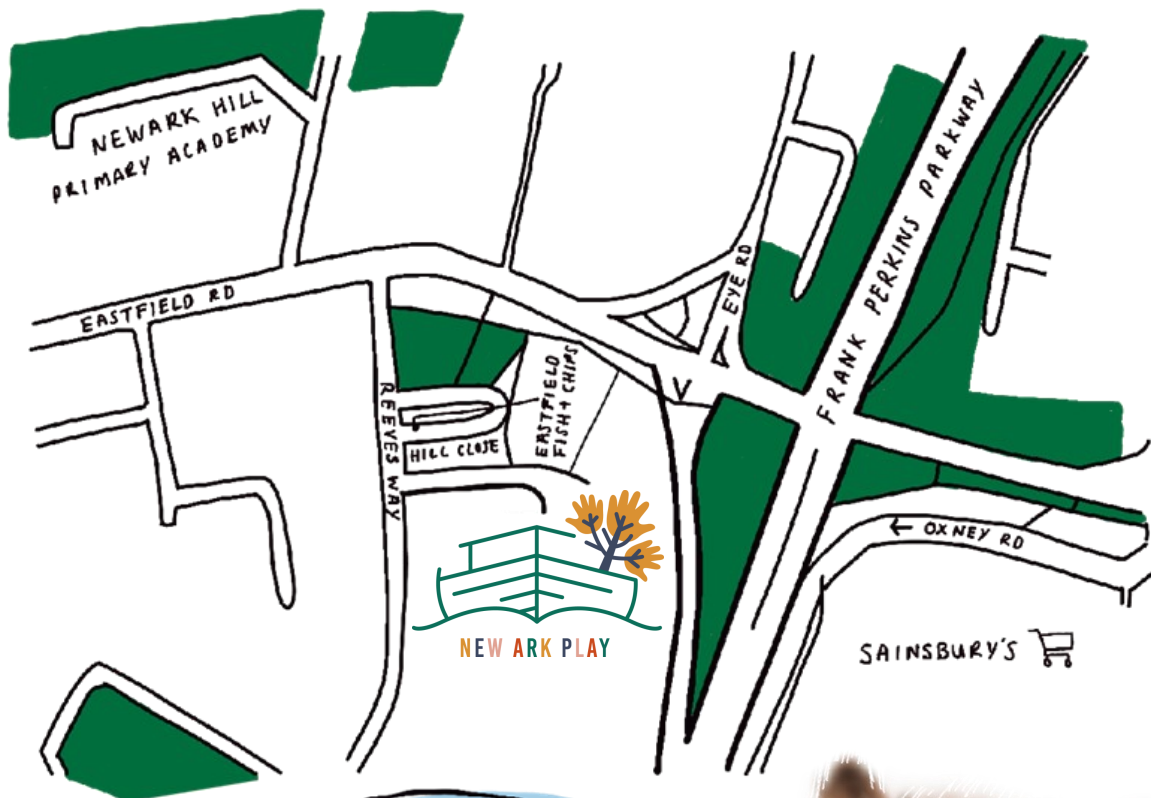 NEWARK HILL
PRIMARY ACADEMY
EASTFIELD RD
EYE RD
FRANK PERKINS PARKWAY
REEVES WAY
HILL CLOSE
EASTFIELD
FISH + CHIPS
← OXNEY RD
NEW ARK PLAY
SAINSBURY'S